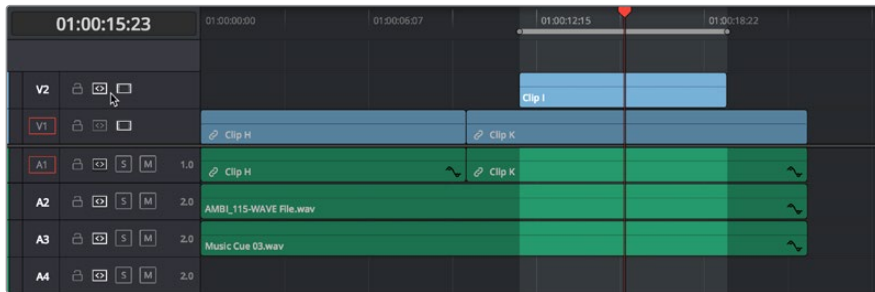 01:00:15:23
01:00:00:00 01:00:06:07 01:00:12:15 01:00:18:22
V2 Clip I
V1 Clip H Clip K
A1 S M 1.0 Clip H Clip K
A2 S M 2.0 AMBI_115-WAVE File.wav
A3 S M 2.0 Music Cue 03.wav
A4 S M 2.0